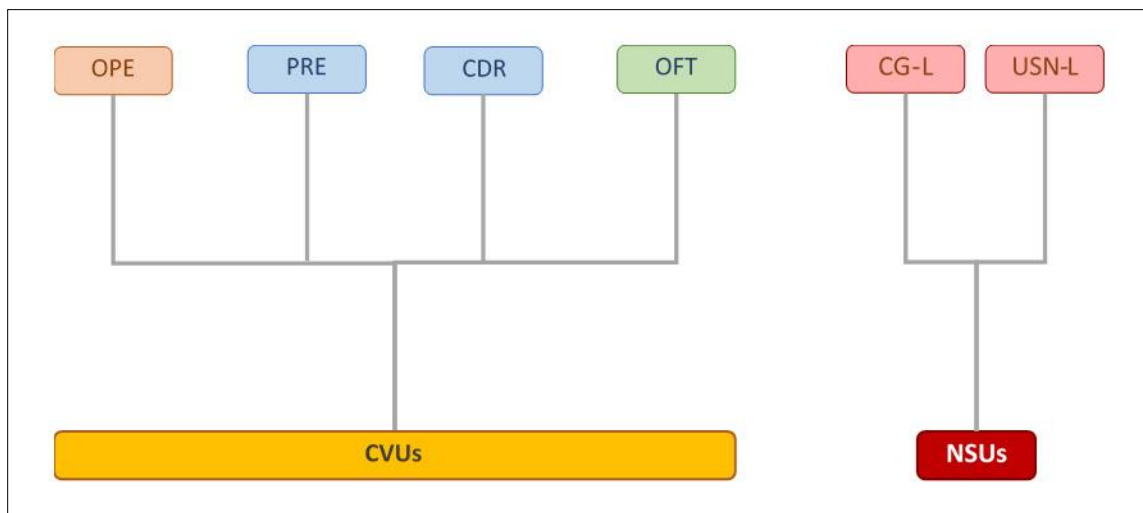 OPE
PRE
CDR
OFT
CG-L
USN-L
CVUs
NSUs